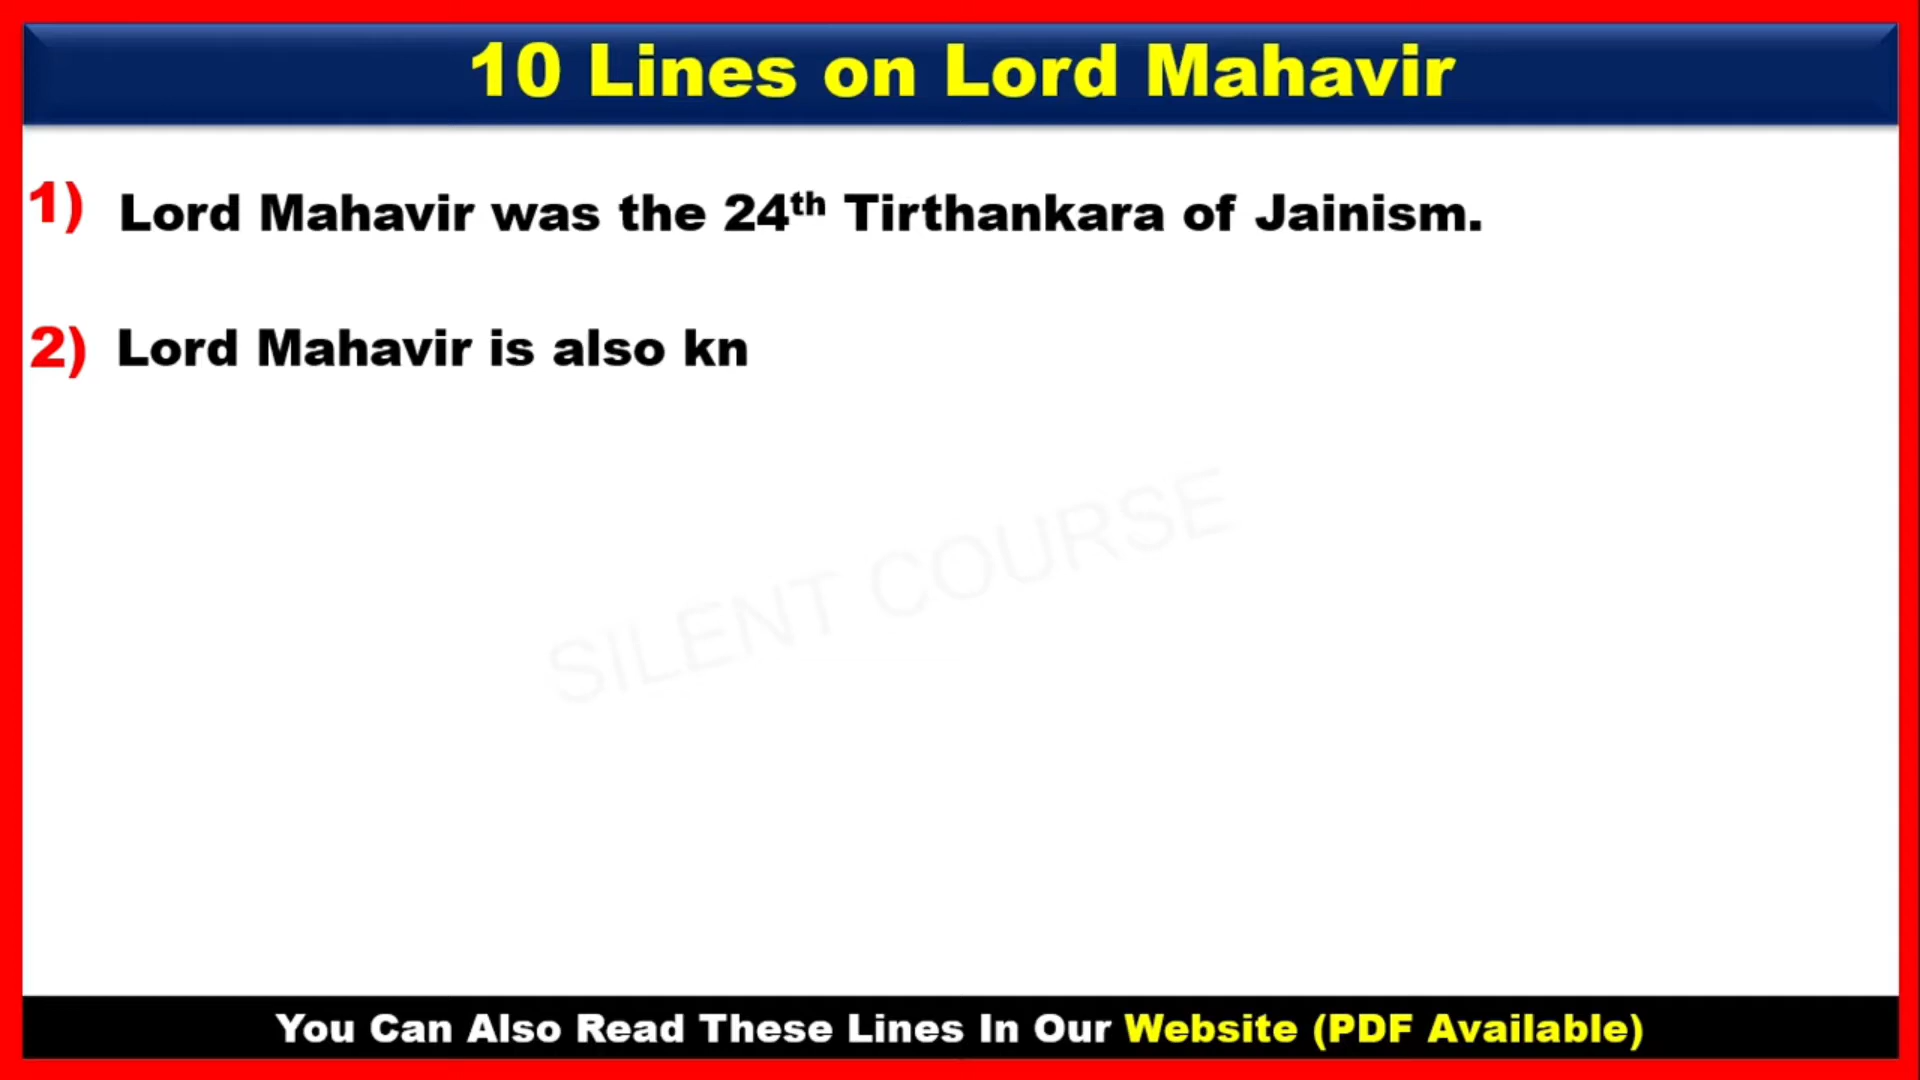 10 Lines on Lord Mahavir
1) Lord Mahavir was the 24th Tirthankara of Jainism.
2) Lord Mahavir is also kn
SILENT COURSE
You Can Also Read These Lines In Our Website (PDF Available)